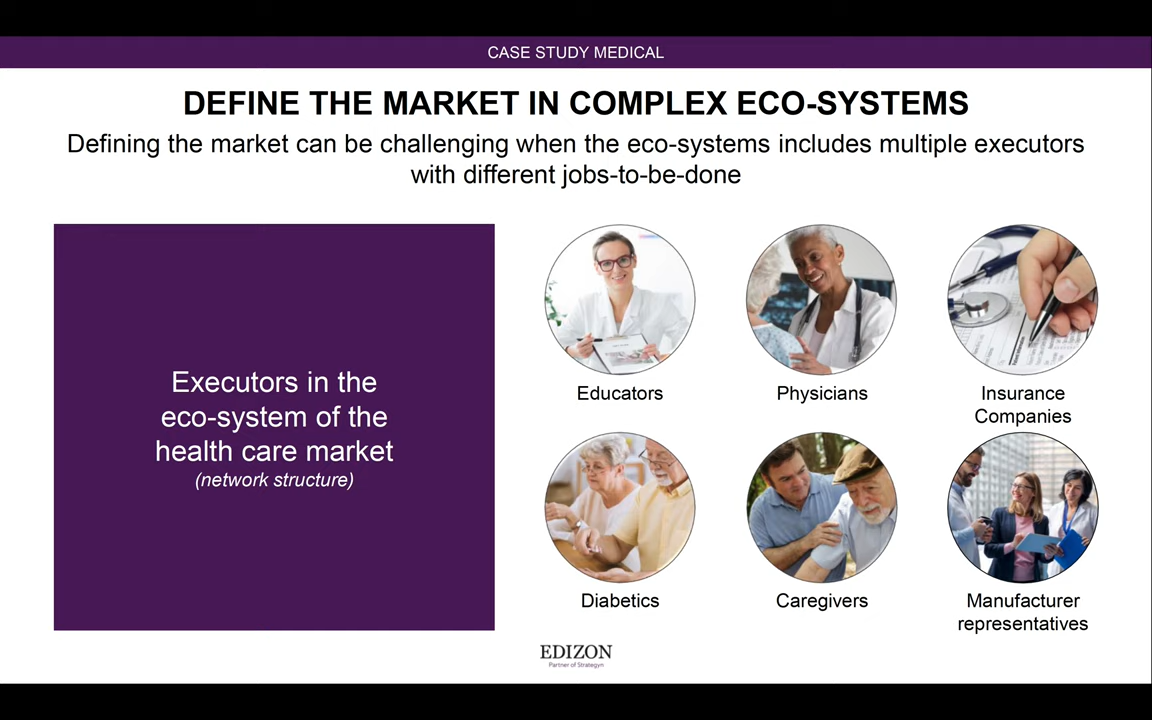 CASE STUDY MEDICAL
DEFINE THE MARKET IN COMPLEX ECO-SYSTEMS
Defining the market can be challenging when the eco-systems includes multiple executors
with different jobs-to-be-done
Executors in the
eco-system of the
health care market
(network structure)
Educators
Physicians
Insurance
Companies
Diabetics
Caregivers
Manufacturer
representatives
EDIZON
Partner of Strategyn